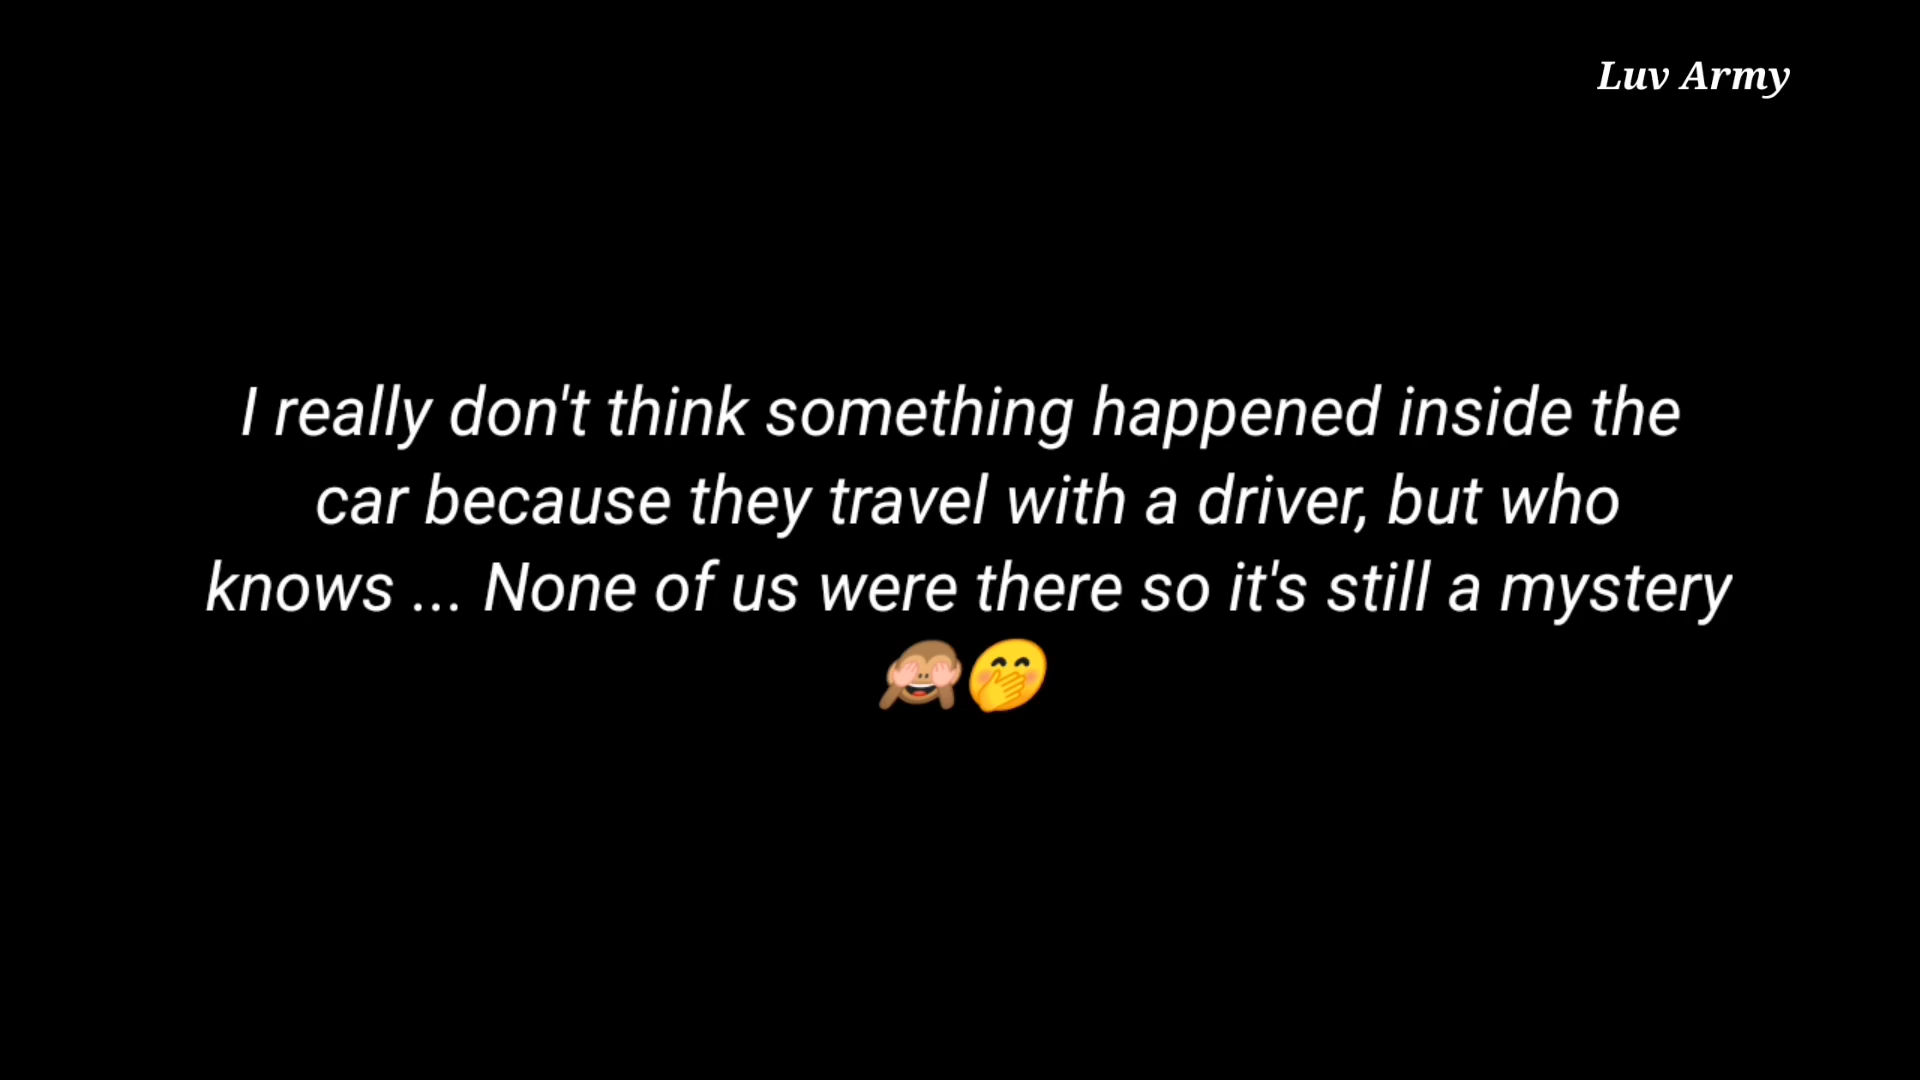 Luv Army
I really don't think something happened inside the
car because they travel with a driver, but who
knows ... None of us were there so it's still a mystery
🙈🤭